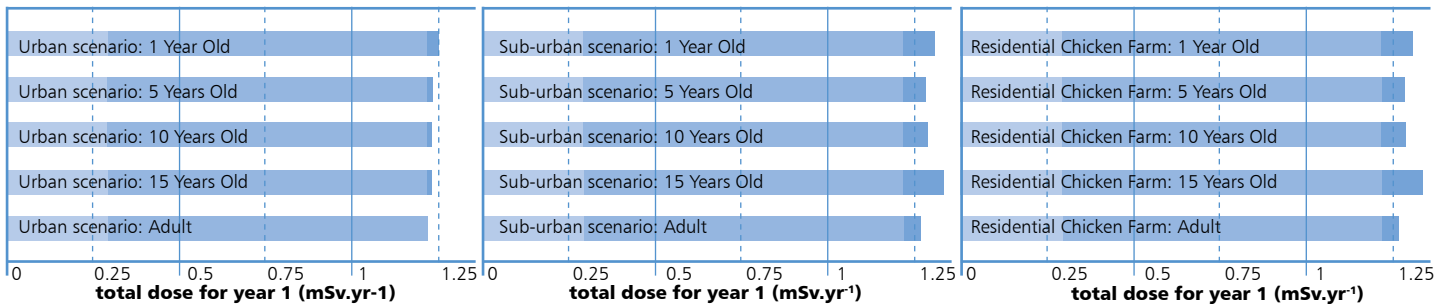 Urban scenario: 1 Year Old
Urban scenario: 5 Years Old
Urban scenario: 10 Years Old
Urban scenario: 15 Years Old
Urban scenario: Adult
0 0.25 0.5 0.75 1 1.25
total dose for year 1 (mSv.yr-1)
Sub-urban scenario: 1 Year Old
Sub-urban scenario: 5 Years Old
Sub-urban scenario: 10 Years Old
Sub-urban scenario: 15 Years Old
Sub-urban scenario: Adult
0 0.25 0.5 0.75 1 1.25
total dose for year 1 (mSv.yr⁻¹)
Residential Chicken Farm: 1 Year Old
Residential Chicken Farm: 5 Years Old
Residential Chicken Farm: 10 Years Old
Residential Chicken Farm: 15 Years Old
Residential Chicken Farm: Adult
0 0.25 0.5 0.75 1 1.25
total dose for year 1 (mSv.yr⁻¹)